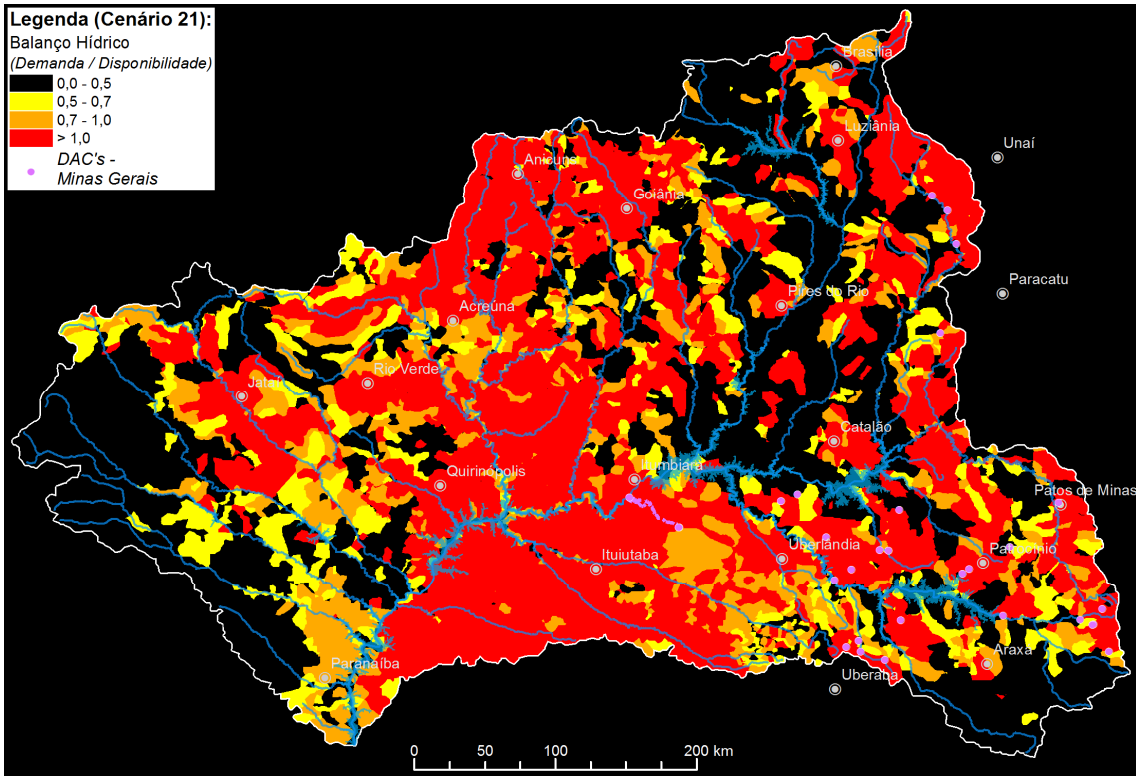 Legenda (Cenário 21):
Balanço Hídrico
(Demanda / Disponibilidade)
0,0 - 0,5
0,5 - 0,7
0,7 - 1,0
> 1,0
DAC's -
Minas Gerais
Brasília
Luziânia
Unaí
Anicuns
Goiânia
Paracatu
Pires do Rio
Acreúna
Rio Verde
Jataí
Catalão
Quirinópolis
Itumbiara
Patos de Minas
Uberlândia
Patrocínio
Ituiutaba
Araxá
Paranaíba
Uberaba
0 50 100 200 km